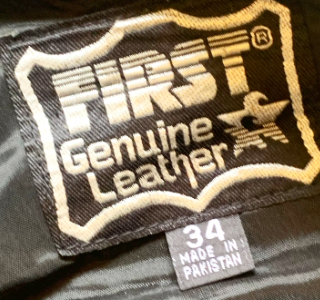 FIRST®
Genuine
Leather
34
MADE IN
PAKISTAN